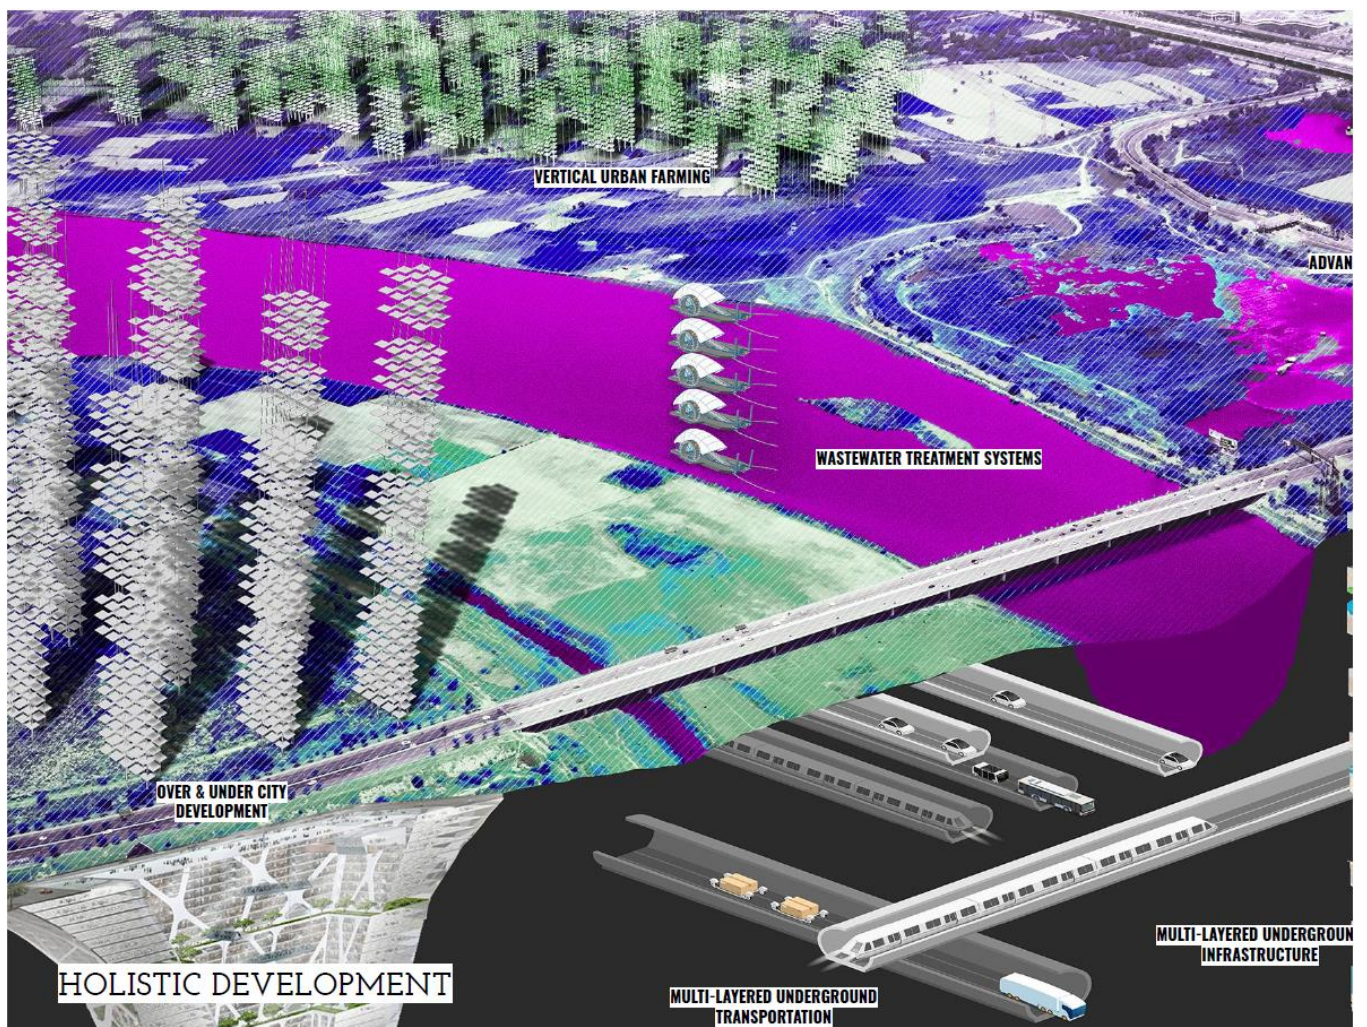 VERTICAL URBAN FARMING
ADVAN
WASTEWATER TREATMENT SYSTEMS
OVER & UNDER CITY
DEVELOPMENT
HOLISTIC DEVELOPMENT
MULTI-LAYERED UNDERGROUN
INFRASTRUCTURE
MULTI-LAYERED UNDERGROUND
TRANSPORTATION